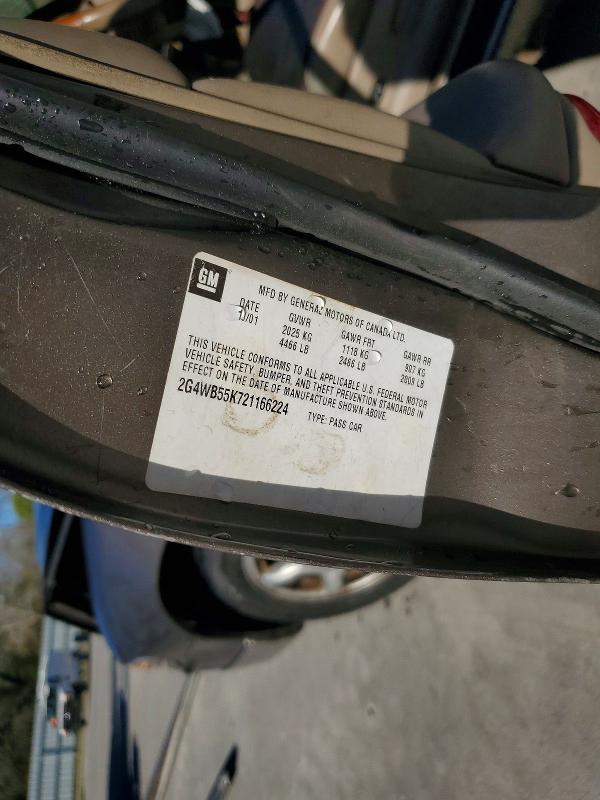 GM
MFD BY GENERAL MOTORS OF CANADA LTD.
DATE GVWR GAWR FRT GAWR RR
11/01 2025 KG 1118 KG 907 KG
4466 LB 2466 LB 2000 LB
THIS VEHICLE CONFORMS TO ALL APPLICABLE U.S. FEDERAL MOTOR
VEHICLE SAFETY, BUMPER, AND THEFT PREVENTION STANDARDS IN
EFFECT ON THE DATE OF MANUFACTURE SHOWN ABOVE.
2G4WB55K721166224 TYPE: PASS CAR